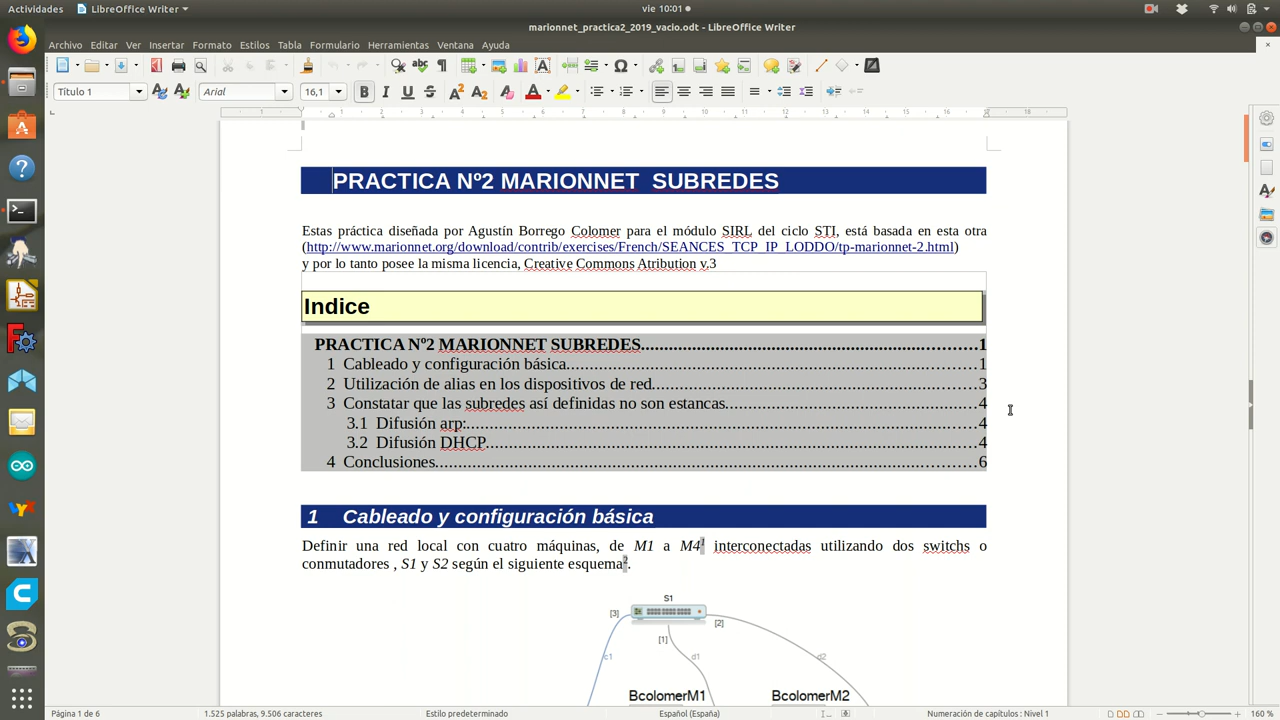 Actividades
LibreOffice Writer
vie 10:01
marionnet_practica2_2019_vacio.odt - LibreOffice Writer
Archivo Editar Ver Insertar Formato Estilos Tabla Formulario Herramientas Ventana Ayuda
Título 1
Arial
16,1
PRACTICA Nº2 MARIONNET SUBREDES
Estas práctica diseñada por Agustín Borrego Colomer para el módulo SIRL del ciclo STI, está basada en esta otra
(http://www.marionnet.org/download/contrib/exercises/French/SEANCES_TCP_IP_LODDO/tp-marionnet-2.html)
y por lo tanto posee la misma licencia, Creative Commons Atribution v.3
Indice
PRACTICA Nº2 MARIONNET SUBREDES...1
1 Cableado y configuración básica...1
2 Utilización de alias en los dispositivos de red...3
3 Constatar que las subredes así definidas no son estancas...4
3.1 Difusión arp:...4
3.2 Difusión DHCP...4
4 Conclusiones...6
1 Cableado y configuración básica
Definir una red local con cuatro máquinas, de M1 a M4¹ interconectadas utilizando dos switchs o
conmutadores , S1 y S2 según el siguiente esquema².
S1
[3]
[2]
[1]
c1
d1
d2
BcolomerM1
BcolomerM2
Página 1 de 6
1.525 palabras, 9.506 caracteres
Estilo predeterminado
Español (España)
Numeración de capítulos : Nivel 1
160 %